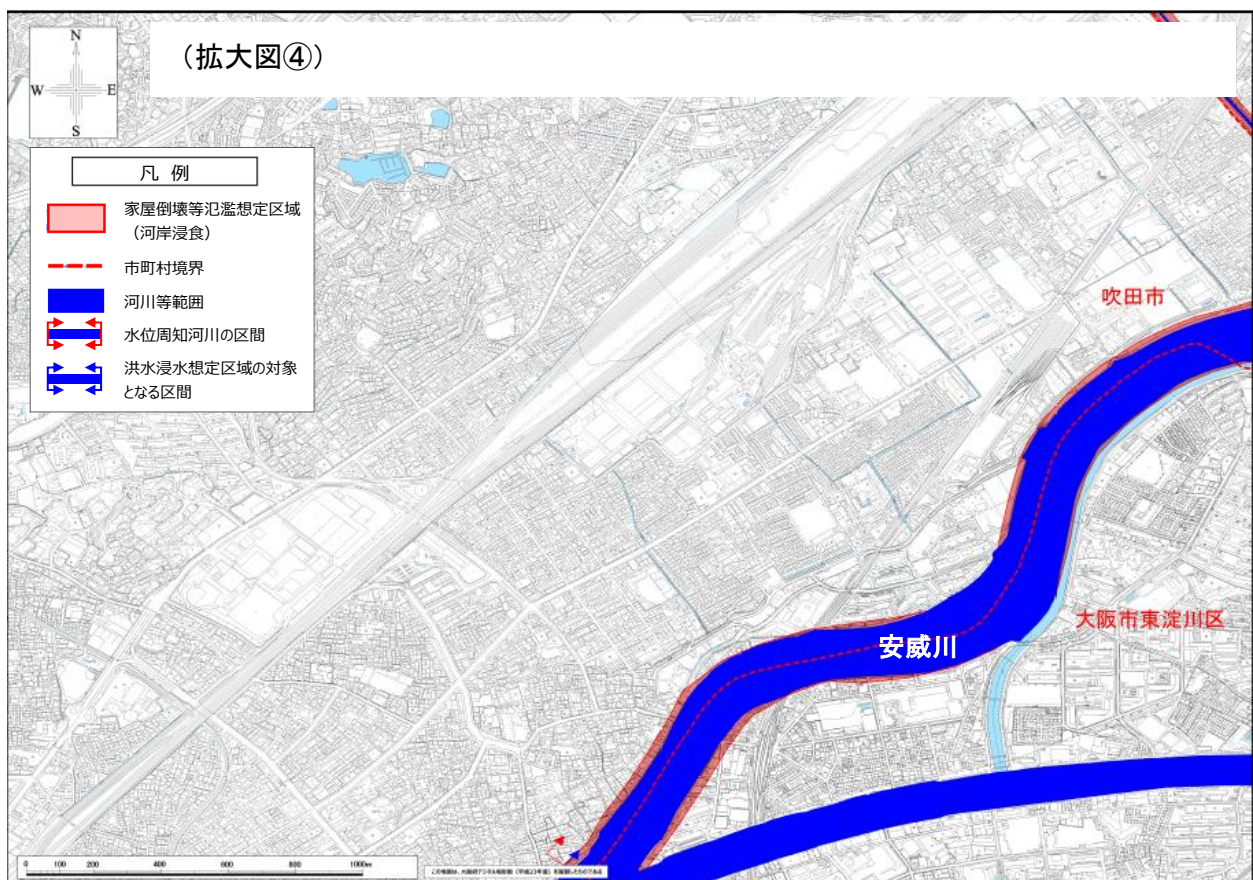 (拡大図④)
N
W E
S
凡 例
家屋倒壊等氾濫想定区域
(河岸浸食)
市町村境界
河川等範囲
水位周知河川の区間
洪水浸水想定区域の対象
となる区間
吹田市
大阪市東淀川区
安威川
0 100 200 400 600 800 1000m